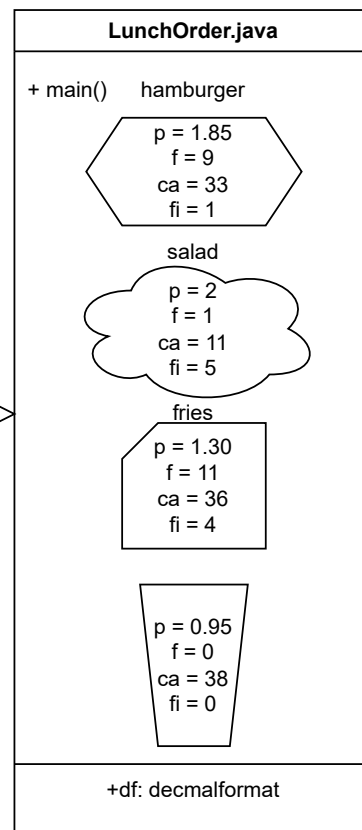 LunchOrder.java
+ main() hamburger
p = 1.85
f = 9
ca = 33
fi = 1
salad
p = 2
f = 1
ca = 11
fi = 5
fries
p = 1.30
f = 11
ca = 36
fi = 4
p = 0.95
f = 0
ca = 38
fi = 0
+df: decmalformat